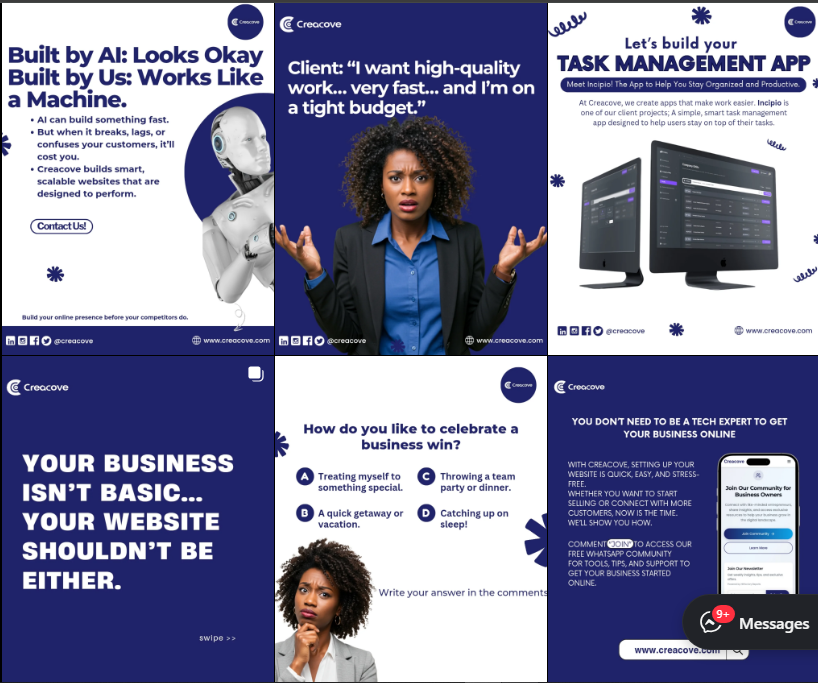 Creacove
Built by AI: Looks Okay
Built by Us: Works Like
a Machine.
• AI can build something fast.
• But when it breaks, lags, or
confuses your customers, it'll
cost you.
• Creacove builds smart,
scalable websites that are
designed to perform.
Contact Us!
Build your online presence before your competitors do.
@creacove
www.creacove.com
Creacove
Client: “I want high-quality
work... very fast... and I’m on
a tight budget.”
@creacove
www.creacove.com
Creacove
Let’s build your
TASK MANAGEMENT APP
Meet Incipio! The App to Help You Stay Organized and Productive.
At Creacove, we create apps that make work easier. Incipio is
one of our client projects; A simple, smart task management
app designed to help users stay on top of their tasks.
@creacove
www.creacove.com
Creacove
YOUR BUSINESS
ISN’T BASIC...
YOUR WEBSITE
SHOULDN’T BE
EITHER.
swipe >>
Creacove
How do you like to celebrate a
business win?
A Treating myself to
something special.
C Throwing a team
party or dinner.
B A quick getaway or
vacation.
D Catching up on
sleep!
Write your answer in the comments
Creacove
YOU DON’T NEED TO BE A TECH EXPERT TO GET
YOUR BUSINESS ONLINE
WITH CREACOVE, SETTING UP YOUR
WEBSITE IS QUICK, EASY, AND STRESS-
FREE.
WHETHER YOU WANT TO START
SELLING OR CONNECT WITH MORE
CUSTOMERS, NOW IS THE TIME.
WE’LL SHOW YOU HOW.
COMMENT "JOIN" TO ACCESS OUR
FREE WHATSAPP COMMUNITY
FOR TOOLS, TIPS, AND SUPPORT TO
GET YOUR BUSINESS STARTED
ONLINE.
Creacove
Join Our Community for
Business Owners
Join Community
Learn More
Join Our Newsletter
www.creacove.com
9+
Messages